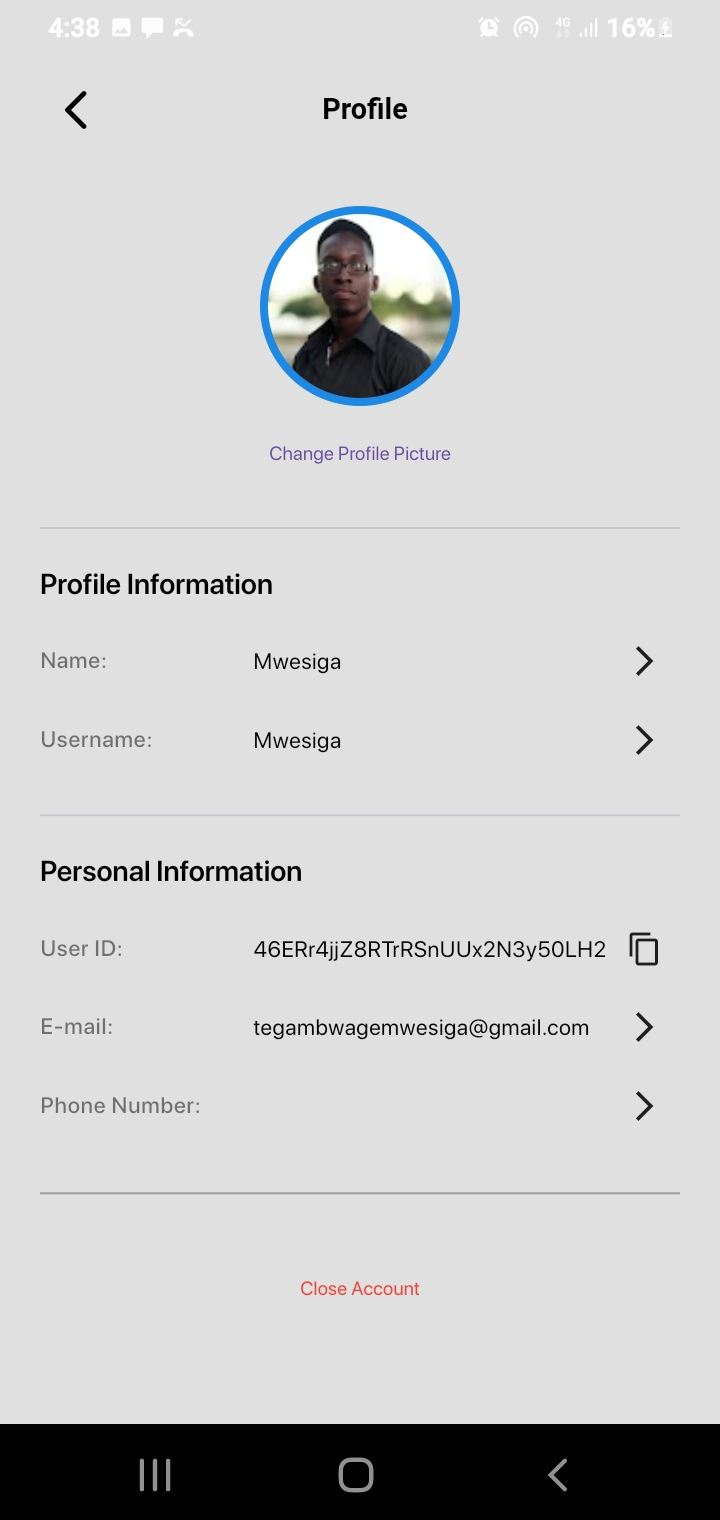 4:38 4G 16%
Profile
Change Profile Picture
Profile Information
Name: Mwesiga
Username: Mwesiga
Personal Information
User ID: 46ERr4jjZ8RTrRSnUUx2N3y50LH2
E-mail: tegambwagemwesiga@gmail.com
Phone Number:
Close Account